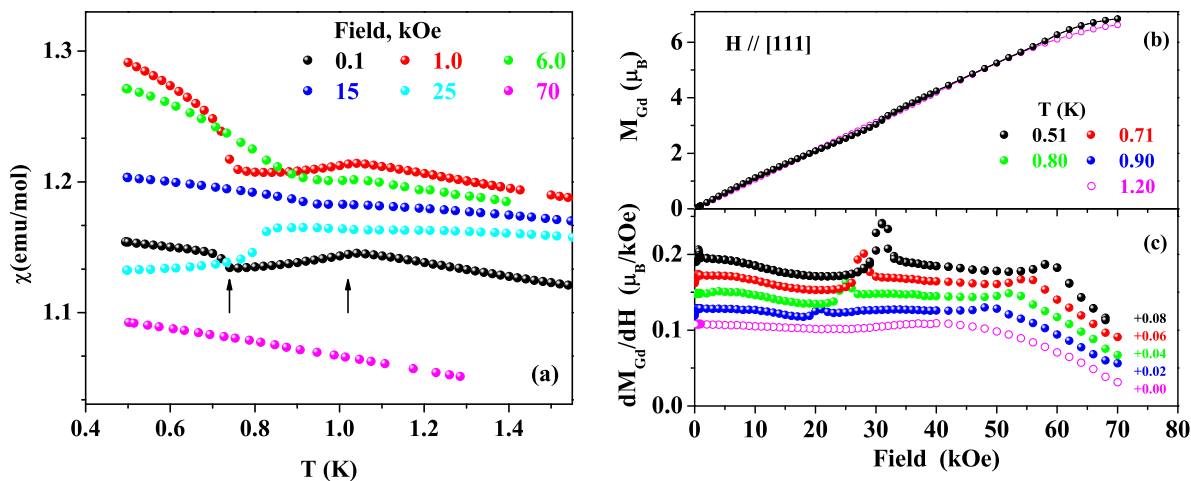 Field, kOe
0.1 1.0 6.0
15 25 70
1.3
1.2
1.1
χ(emu/mol)
(a)
0.4 0.6 0.8 1.0 1.2 1.4
T (K)
H // [111]
(b)
6
4
2
0
M_Gd (μ_B)
T (K)
0.51 0.71
0.80 0.90
1.20
(c)
0.2
0.1
0.0
dM_Gd/dH (μ_B/kOe)
+0.08
+0.06
+0.04
+0.02
+0.00
0 10 20 30 40 50 60 70 80
Field (kOe)